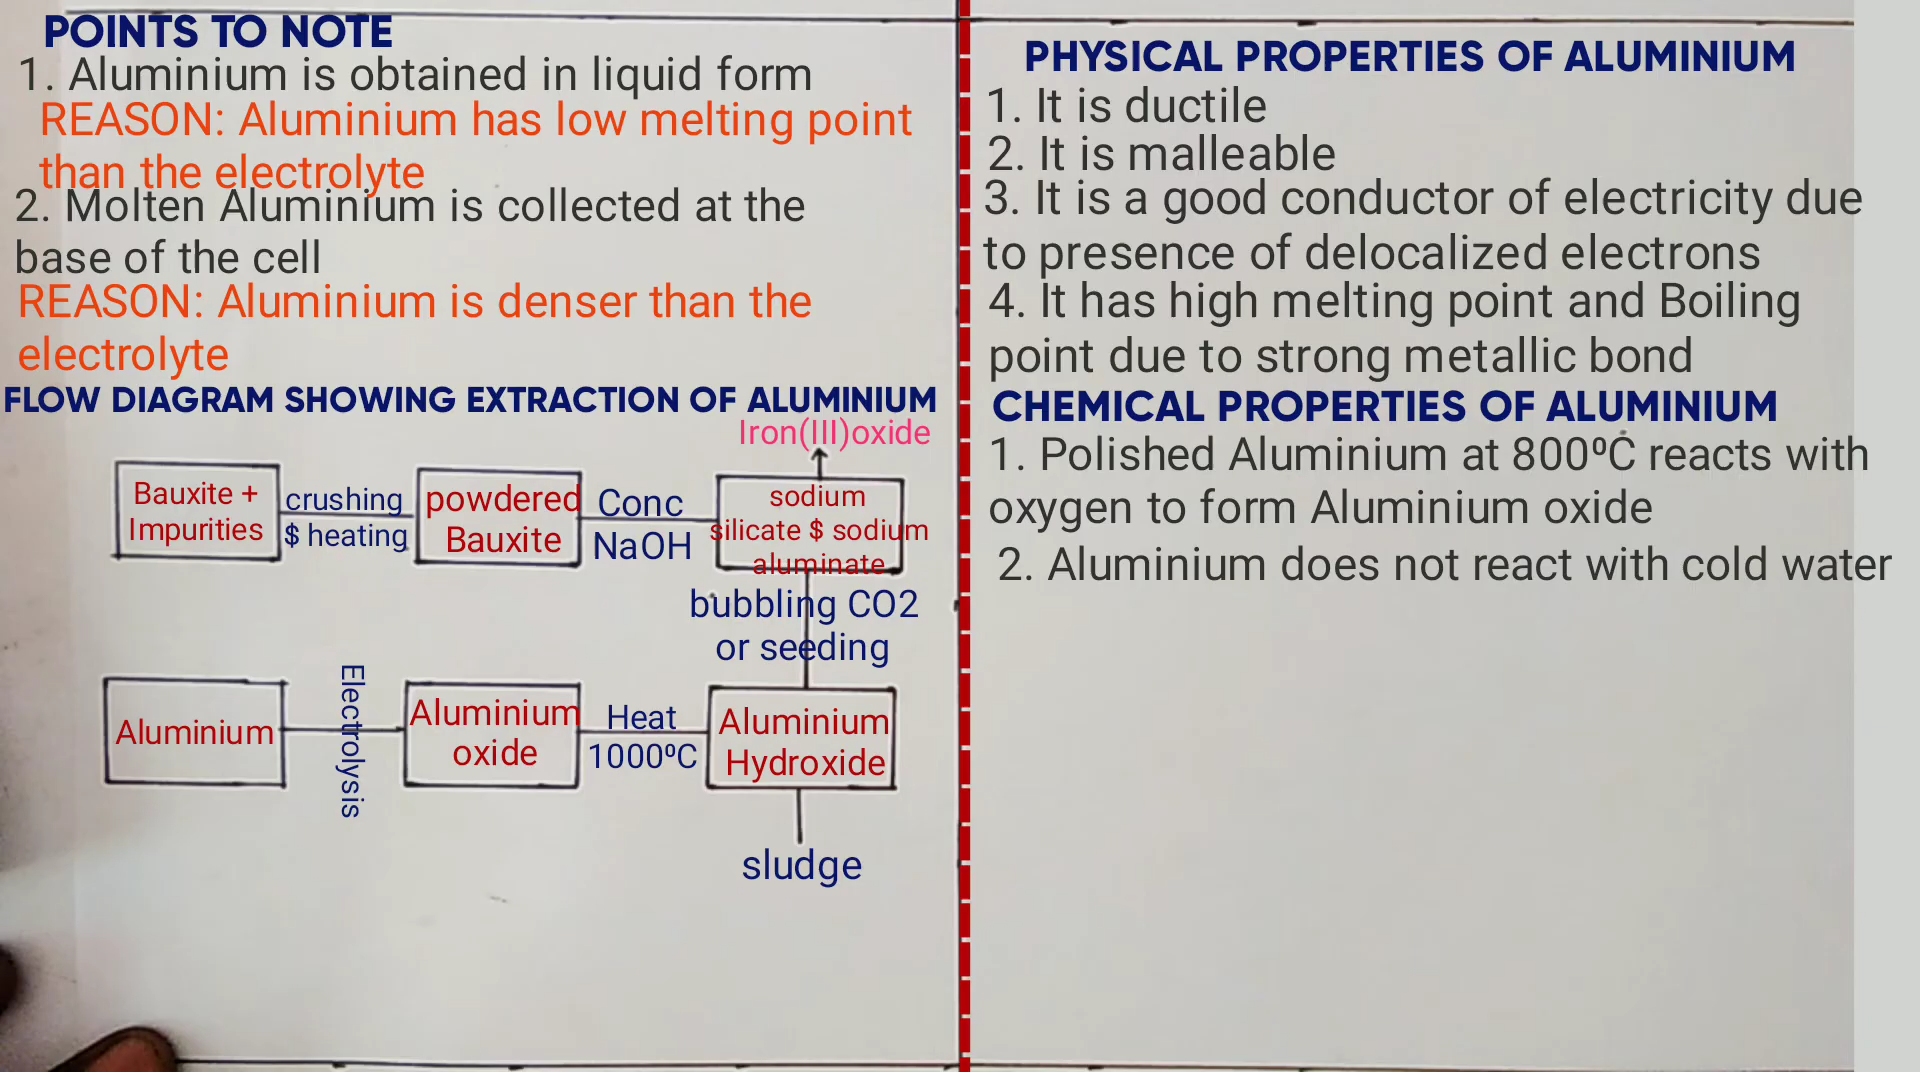 POINTS TO NOTE
1. Aluminium is obtained in liquid form
REASON: Aluminium has low melting point
than the electrolyte
2. Molten Aluminium is collected at the
base of the cell
REASON: Aluminium is denser than the
electrolyte
FLOW DIAGRAM SHOWING EXTRACTION OF ALUMINIUM
Iron(III)oxide
Bauxite +
Impurities
crushing
$ heating
powdered
Bauxite
Conc
NaOH
sodium
silicate $ sodium
aluminate
bubbling CO2
or seeding
Aluminium
Electrolysis
Aluminium
oxide
Heat
1000⁰C
Aluminium
Hydroxide
sludge
PHYSICAL PROPERTIES OF ALUMINIUM
1. It is ductile
2. It is malleable
3. It is a good conductor of electricity due
to presence of delocalized electrons
4. It has high melting point and Boiling
point due to strong metallic bond
CHEMICAL PROPERTIES OF ALUMINIUM
1. Polished Aluminium at 800⁰C reacts with
oxygen to form Aluminium oxide
2. Aluminium does not react with cold water